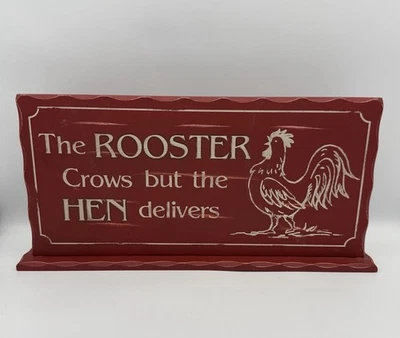 The ROOSTER
Crows but the
HEN delivers